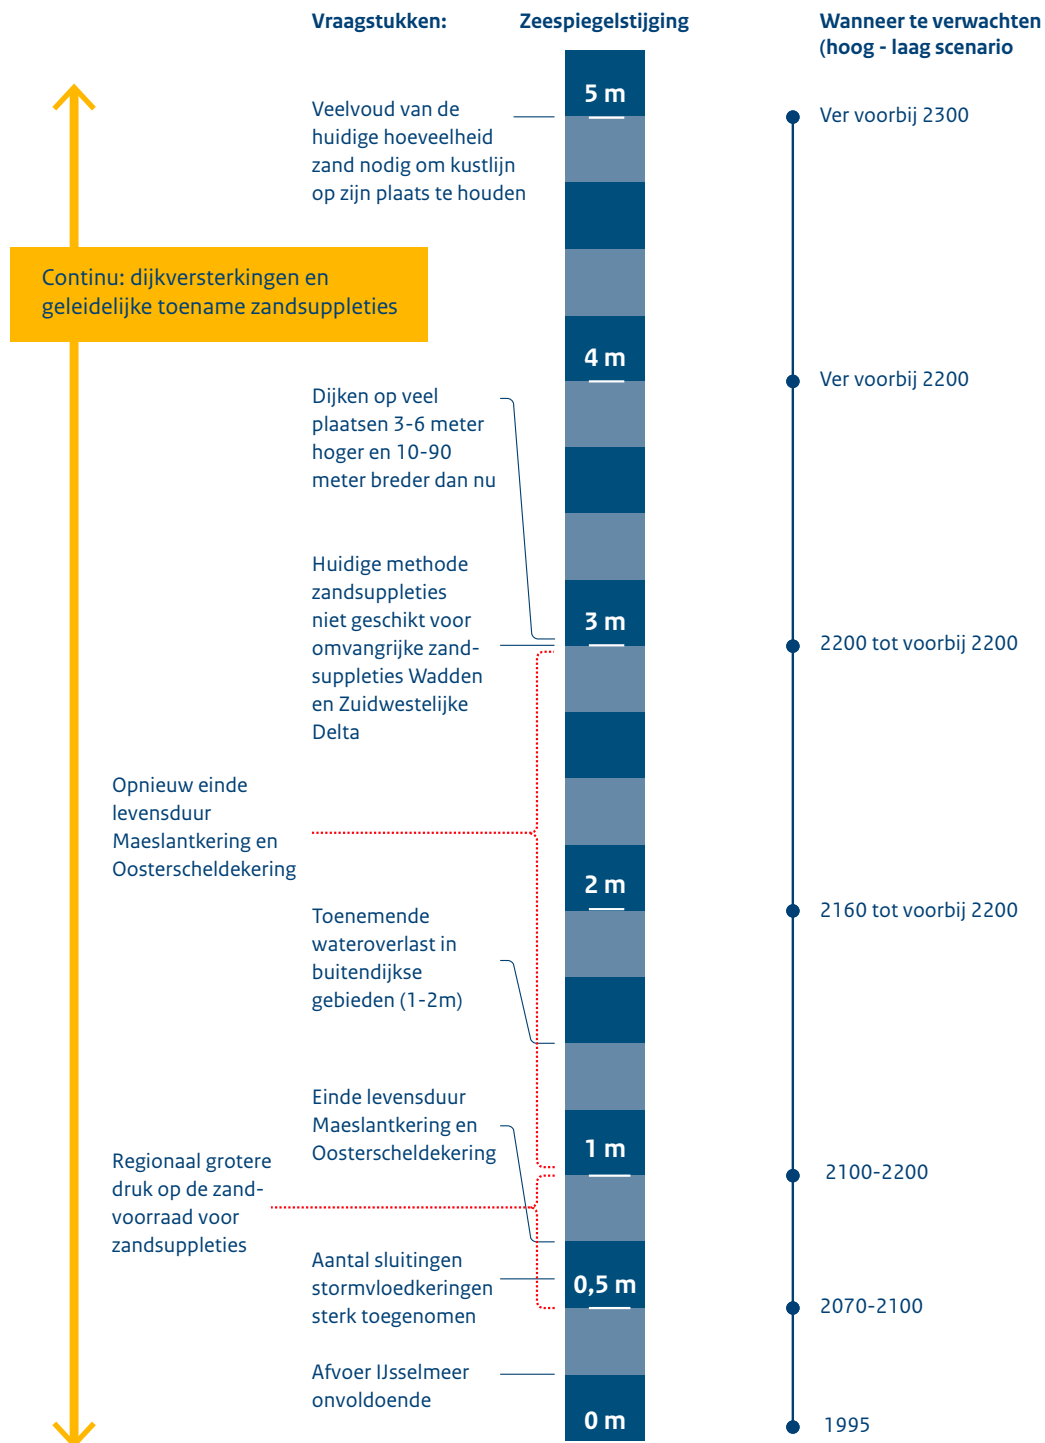 Vraagstukken:
Zeespiegelstijging
Wanneer te verwachten
(hoog - laag scenario
5 m
Veelvoud van de
huidige hoeveelheid
zand nodig om kustlijn
op zijn plaats te houden
Ver voorbij 2300
Continu: dijkversterkingen en
geleidelijke toename zandsuppleties
4 m
Ver voorbij 2200
Dijken op veel
plaatsen 3-6 meter
hoger en 10-90
meter breder dan nu
Huidige methode
zandsuppleties
niet geschikt voor
omvangrijke zand-
suppleties Wadden
en Zuidwestelijke
Delta
3 m
2200 tot voorbij 2200
Opnieuw einde
levensduur
Maeslantkering en
Oosterscheldekering
2 m
2160 tot voorbij 2200
Toenemende
wateroverlast in
buitendijkse
gebieden (1-2m)
Einde levensduur
Maeslantkering en
Oosterscheldekering
1 m
2100-2200
Regionaal grotere
druk op de zand-
voorraad voor
zandsuppleties
Aantal sluitingen
stormvloedkeringen
sterk toegenomen
0,5 m
2070-2100
Afvoer IJsselmeer
onvoldoende
0 m
1995